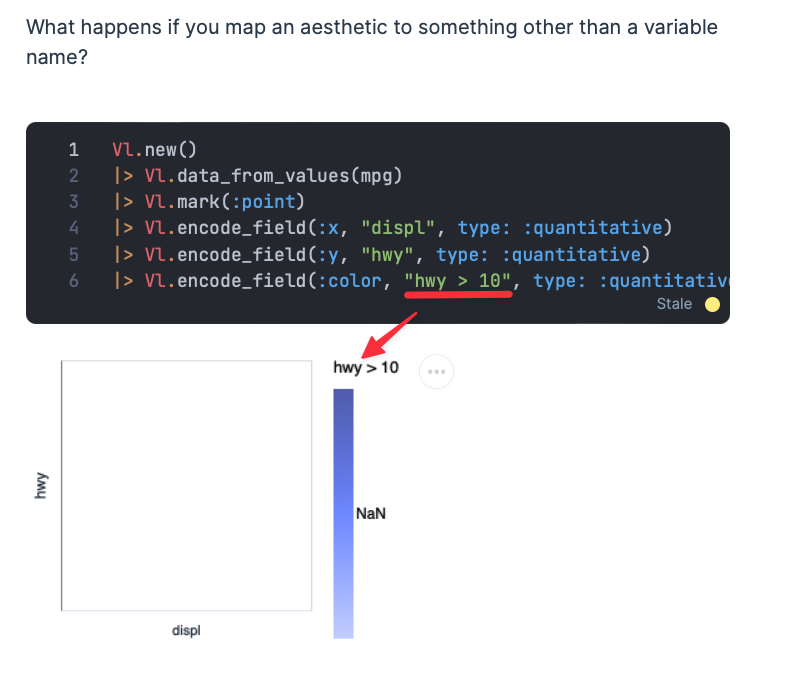 What happens if you map an aesthetic to something other than a variable
name?
1 Vl.new()
2 |> Vl.data_from_values(mpg)
3 |> Vl.mark(:point)
4 |> Vl.encode_field(:x, "displ", type: :quantitative)
5 |> Vl.encode_field(:y, "hwy", type: :quantitative)
6 |> Vl.encode_field(:color, "hwy > 10", type: :quantitativ
Stale
hwy > 10
hwy
NaN
displ